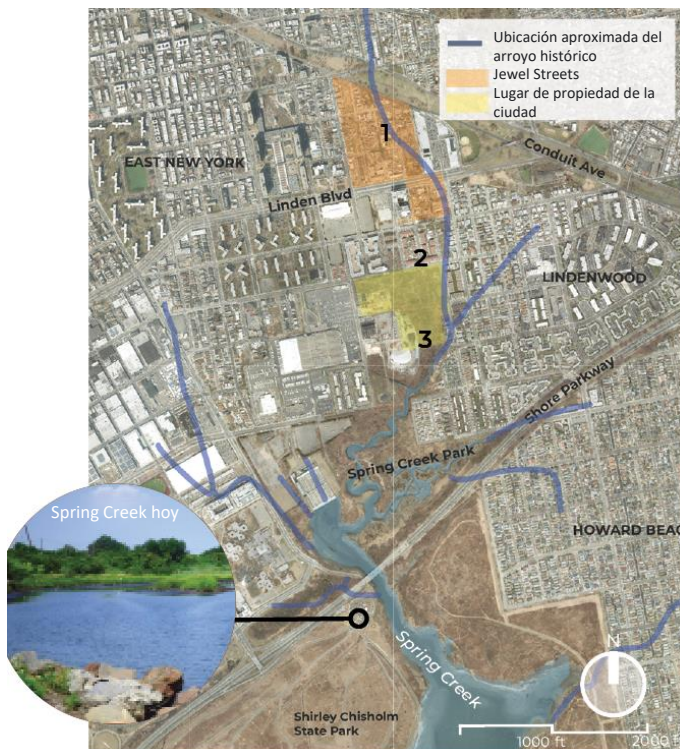 Ubicación aproximada del
arroyo histórico
Jewel Streets
Lugar de propiedad de la
ciudad
1
EAST NEW YORK
Conduit Ave
Linden Blvd
2
LINDENWOOD
3
Shore Parkway
Spring Creek Park
Spring Creek hoy
HOWARD BEAC
N
Spring Creek
Shirley Chisholm
State Park
1000 ft
2000 ft